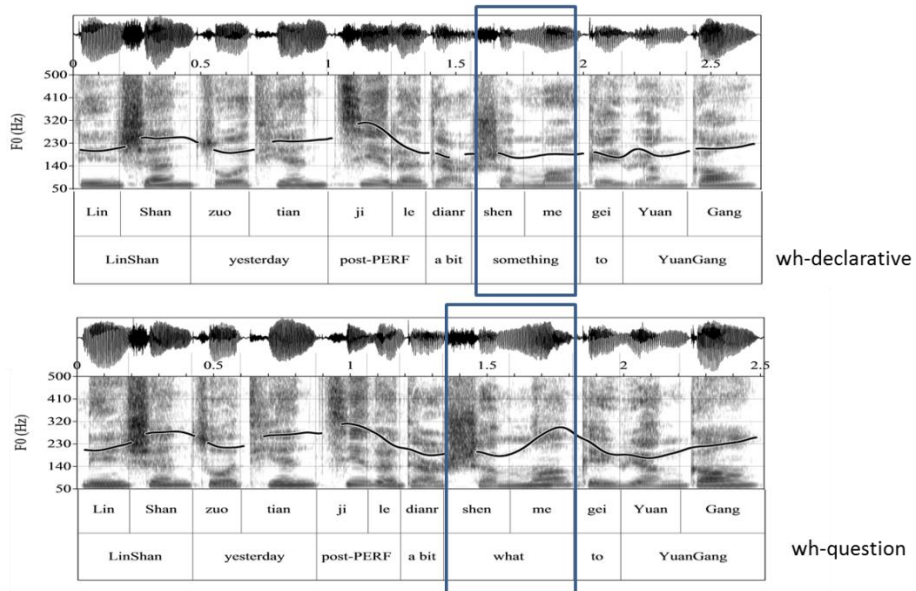 0 0.5 1 1.5 2 2.5
500
410
320
230
140
50
F0 (Hz)
Lin Shan zuo tian ji le dianr shen me gei Yuan Gang
LinShan yesterday post-PERF a bit something to YuanGang
wh-declarative
0 0.5 1 1.5 2 2.5
500
410
320
230
140
50
F0 (Hz)
Lin Shan zuo tian ji le dianr shen me gei Yuan Gang
LinShan yesterday post-PERF a bit what to YuanGang
wh-question